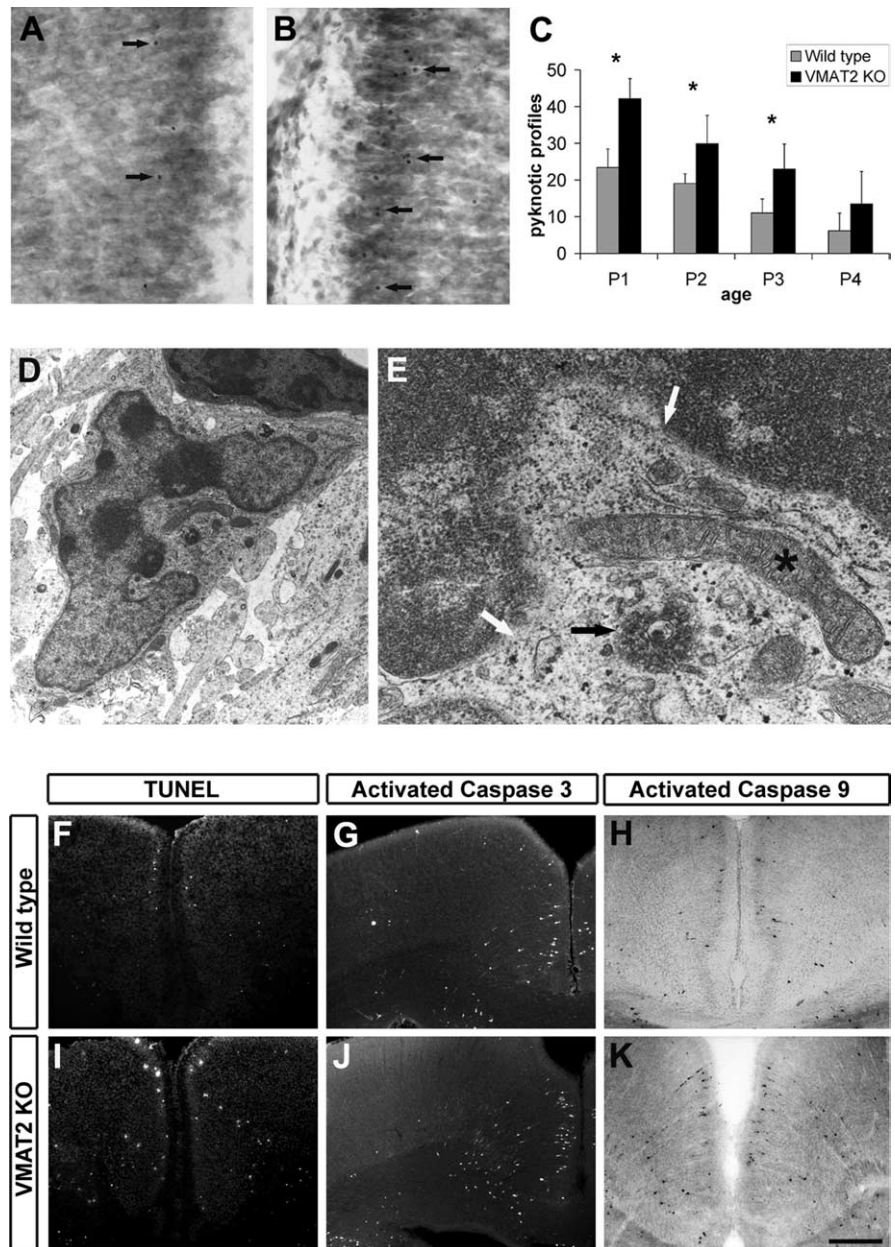 A
B
C
Wild type
VMAT2 KO
* * *
pyknotic profiles
50
40
30
20
10
0
P1 P2 P3 P4
age
D
E
*
TUNEL
Activated Caspase 3
Activated Caspase 9
Wild type
F
G
H
VMAT2 KO
I
J
K